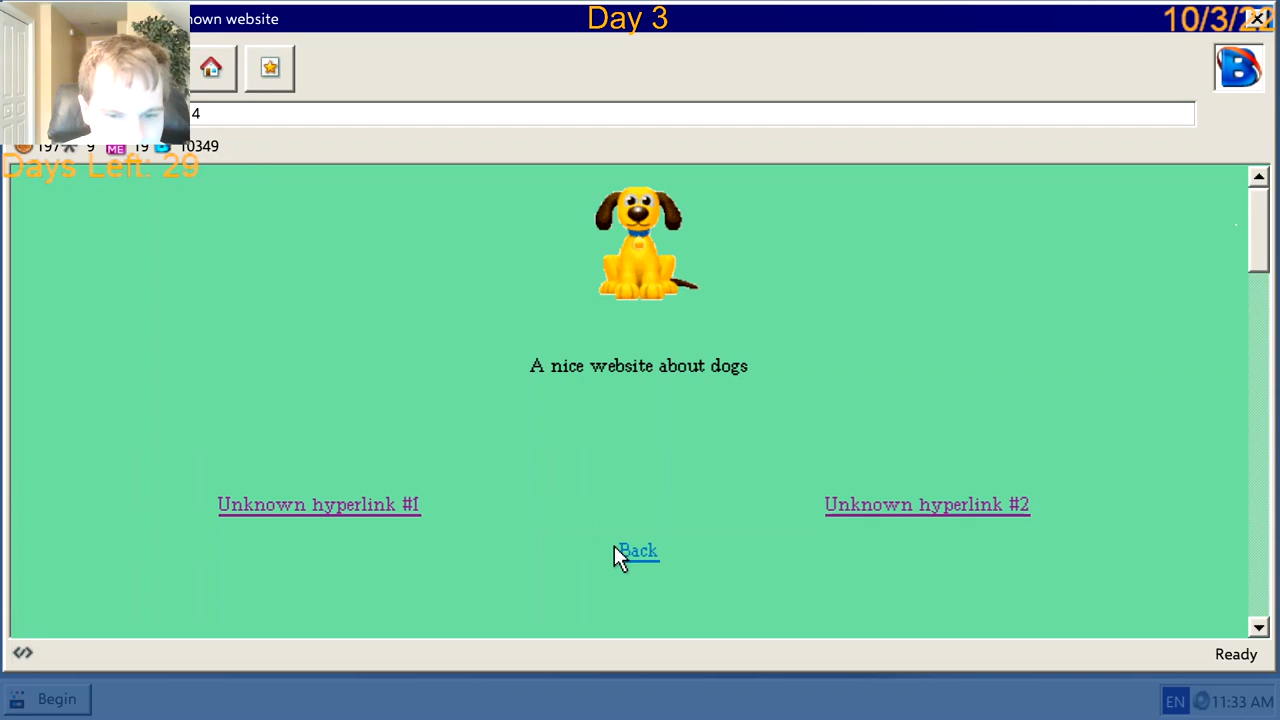 nown website
Day 3
10/3/22
4
197 9 ME 19 10349
Days Left: 29
A nice website about dogs
Unknown hyperlink #1
Unknown hyperlink #2
Back
Ready
Begin
EN
11:33 AM